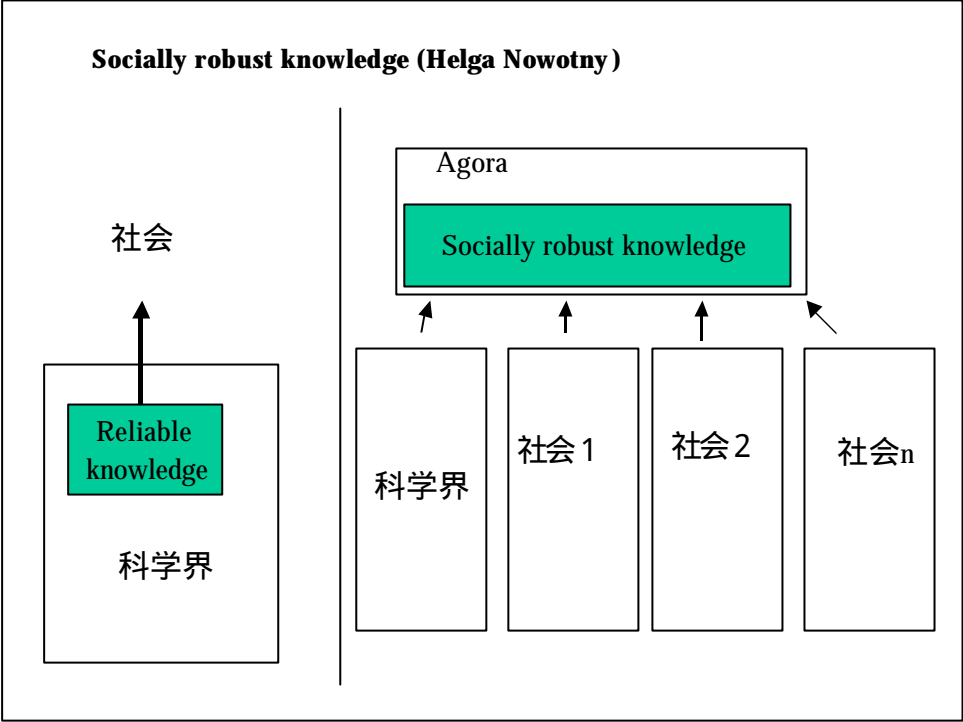 Socially robust knowledge (Helga Nowotny)
社会
Reliable
knowledge
科学界
Agora
Socially robust knowledge
科学界
社会1
社会2
社会n